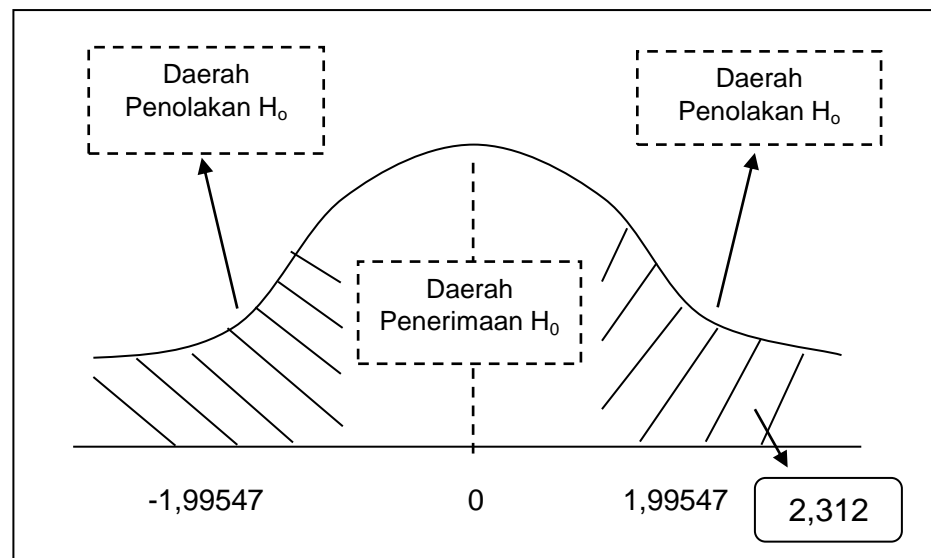 Daerah
Penolakan Ho
Daerah
Penolakan Ho
Daerah
Penerimaan H0
-1,99547
0
1,99547
2,312